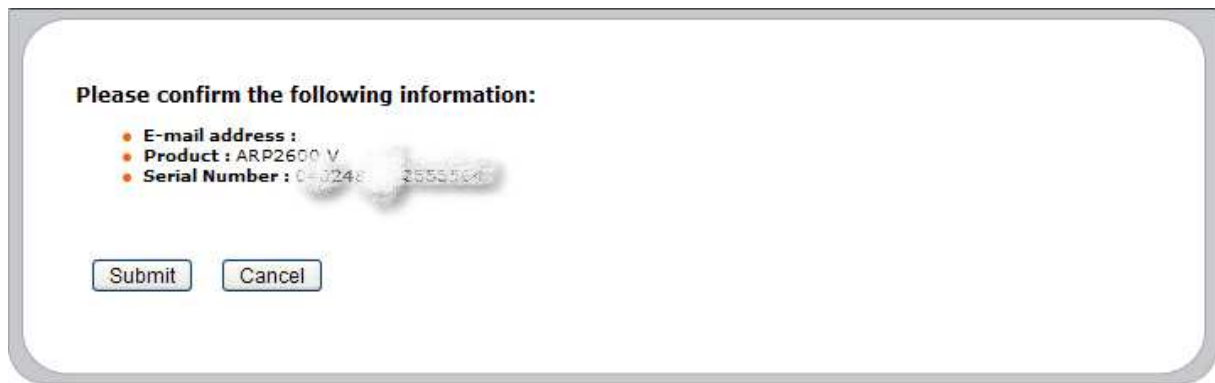 Please confirm the following information:
E-mail address :
Product : ARP2600 V
Serial Number :
Submit Cancel